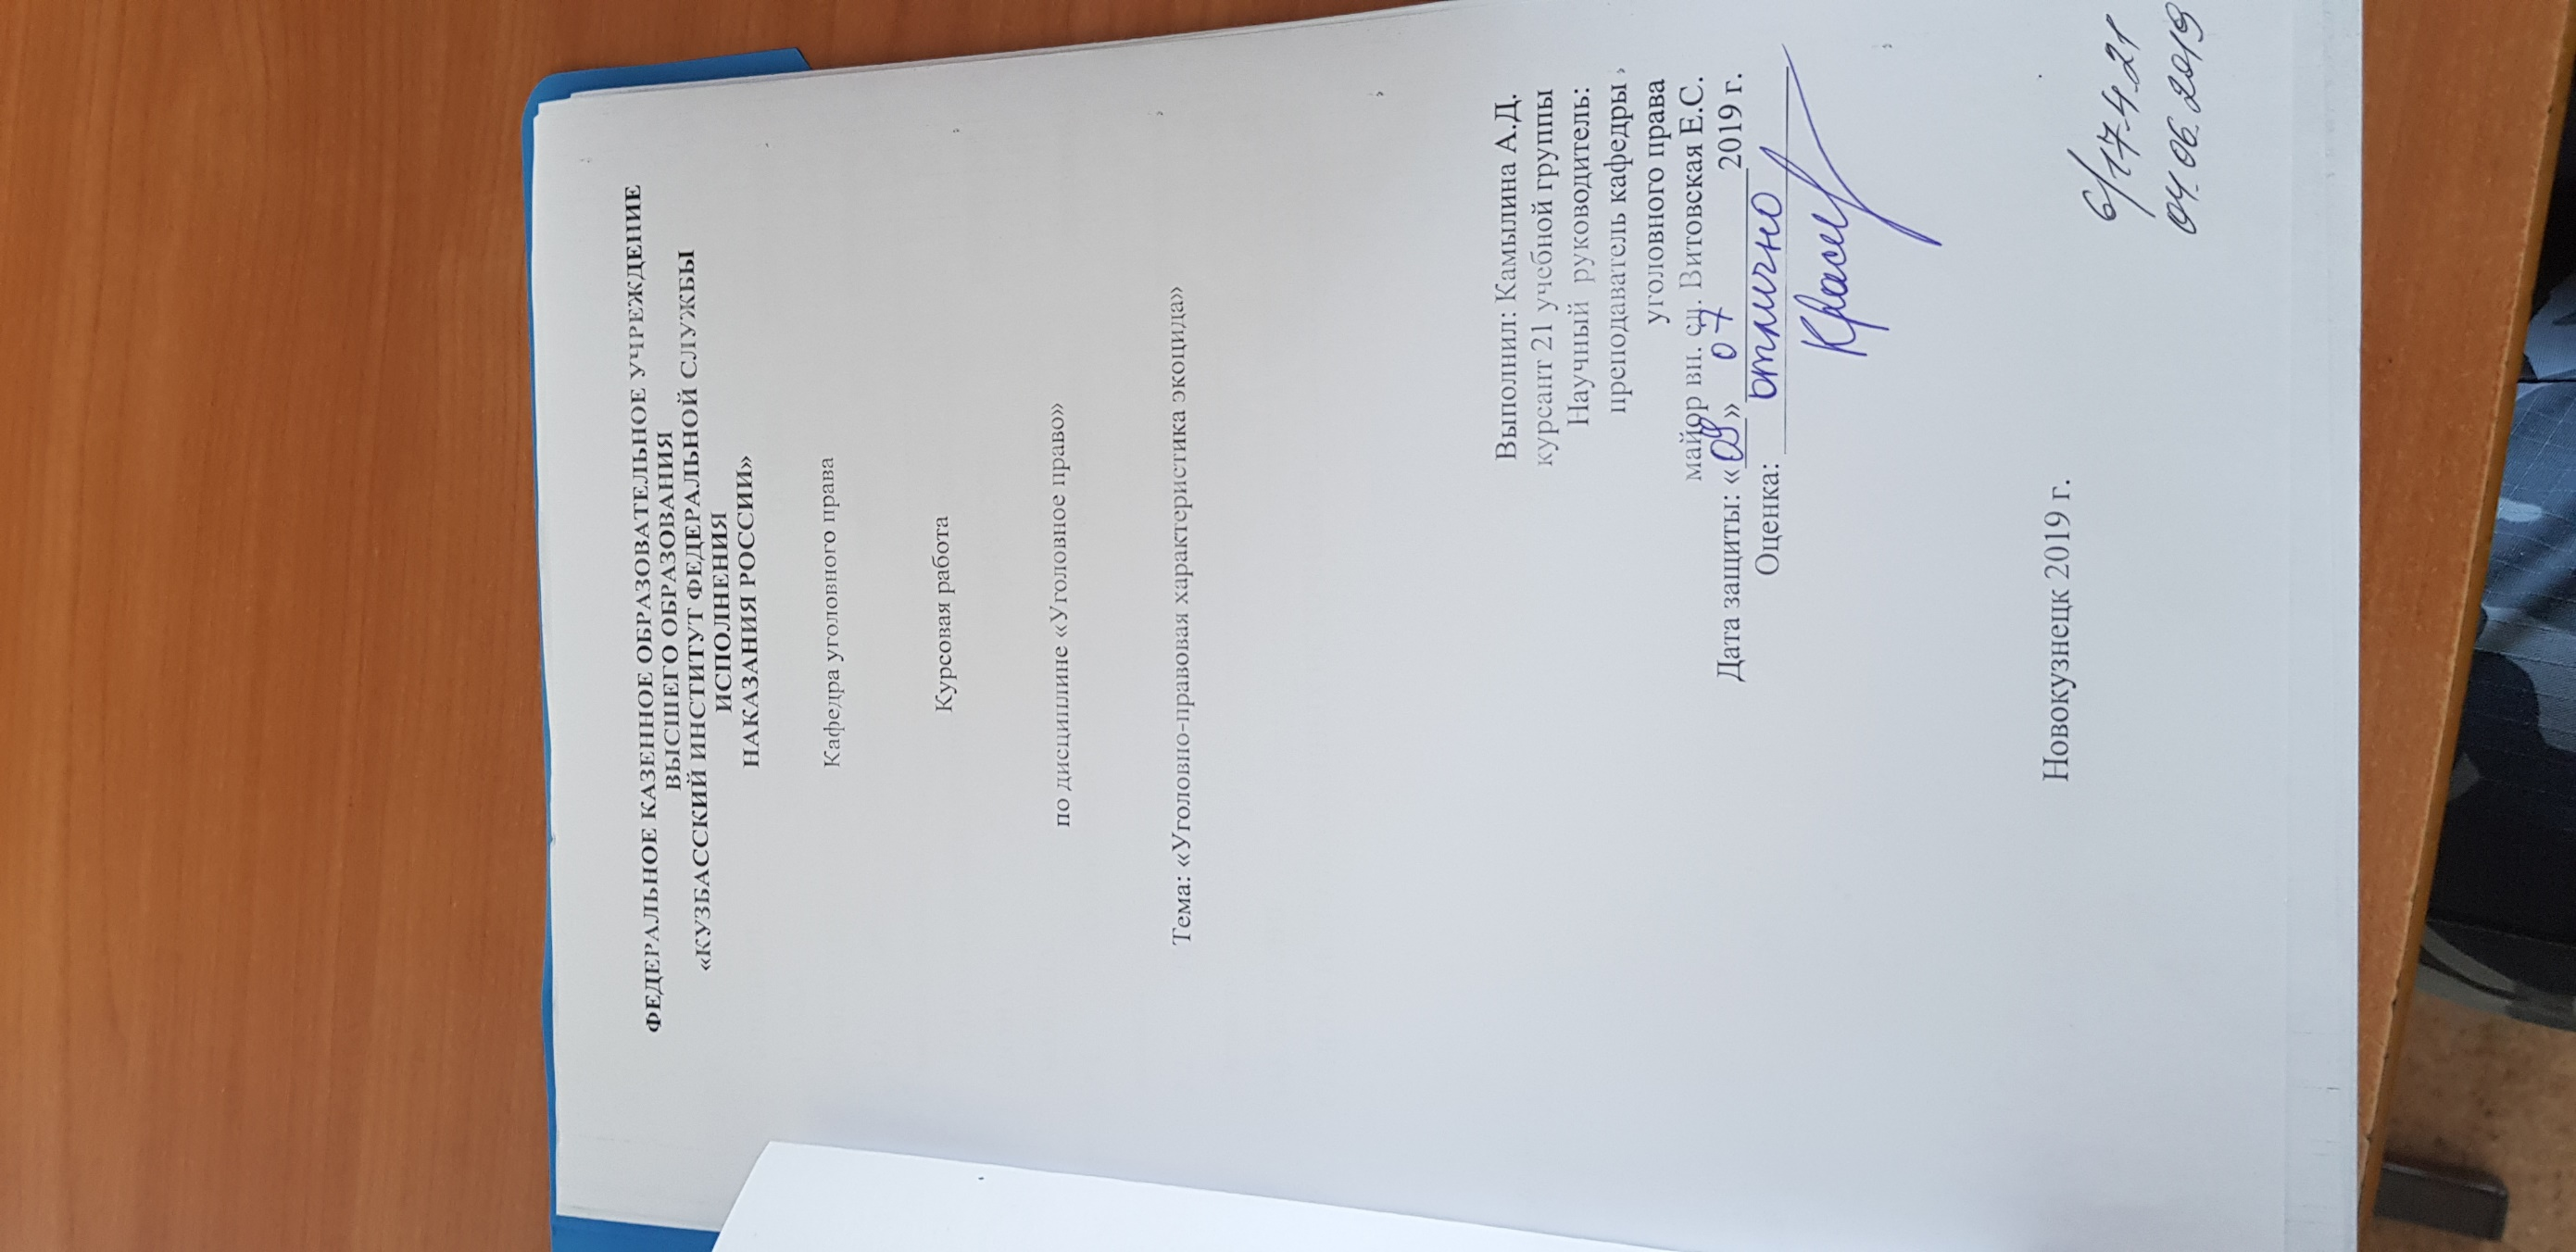 ФЕДЕРАЛЬНОЕ КАЗЕННОЕ ОБРАЗОВАТЕЛЬНОЕ УЧРЕЖДЕНИЕ
ВЫСШЕГО ОБРАЗОВАНИЯ
«КУЗБАССКИЙ ИНСТИТУТ ФЕДЕРАЛЬНОЙ СЛУЖБЫ
ИСПОЛНЕНИЯ
НАКАЗАНИЯ РОССИИ»
Кафедра уголовного права
Курсовая работа
по дисциплине «Уголовное право»
Тема: «Уголовно-правовая характеристика экоцида»
Выполнил: Камылина А.Д.
курсант 21 учебной группы
Научный руководитель:
преподаватель кафедры
уголовного права
майор вн. сл. Витовская Е.С.
Дата защиты: «09» 07 2019 г.
Оценка: отлично
Новокузнецк 2019 г.
6/17-4.21
04.06.2019